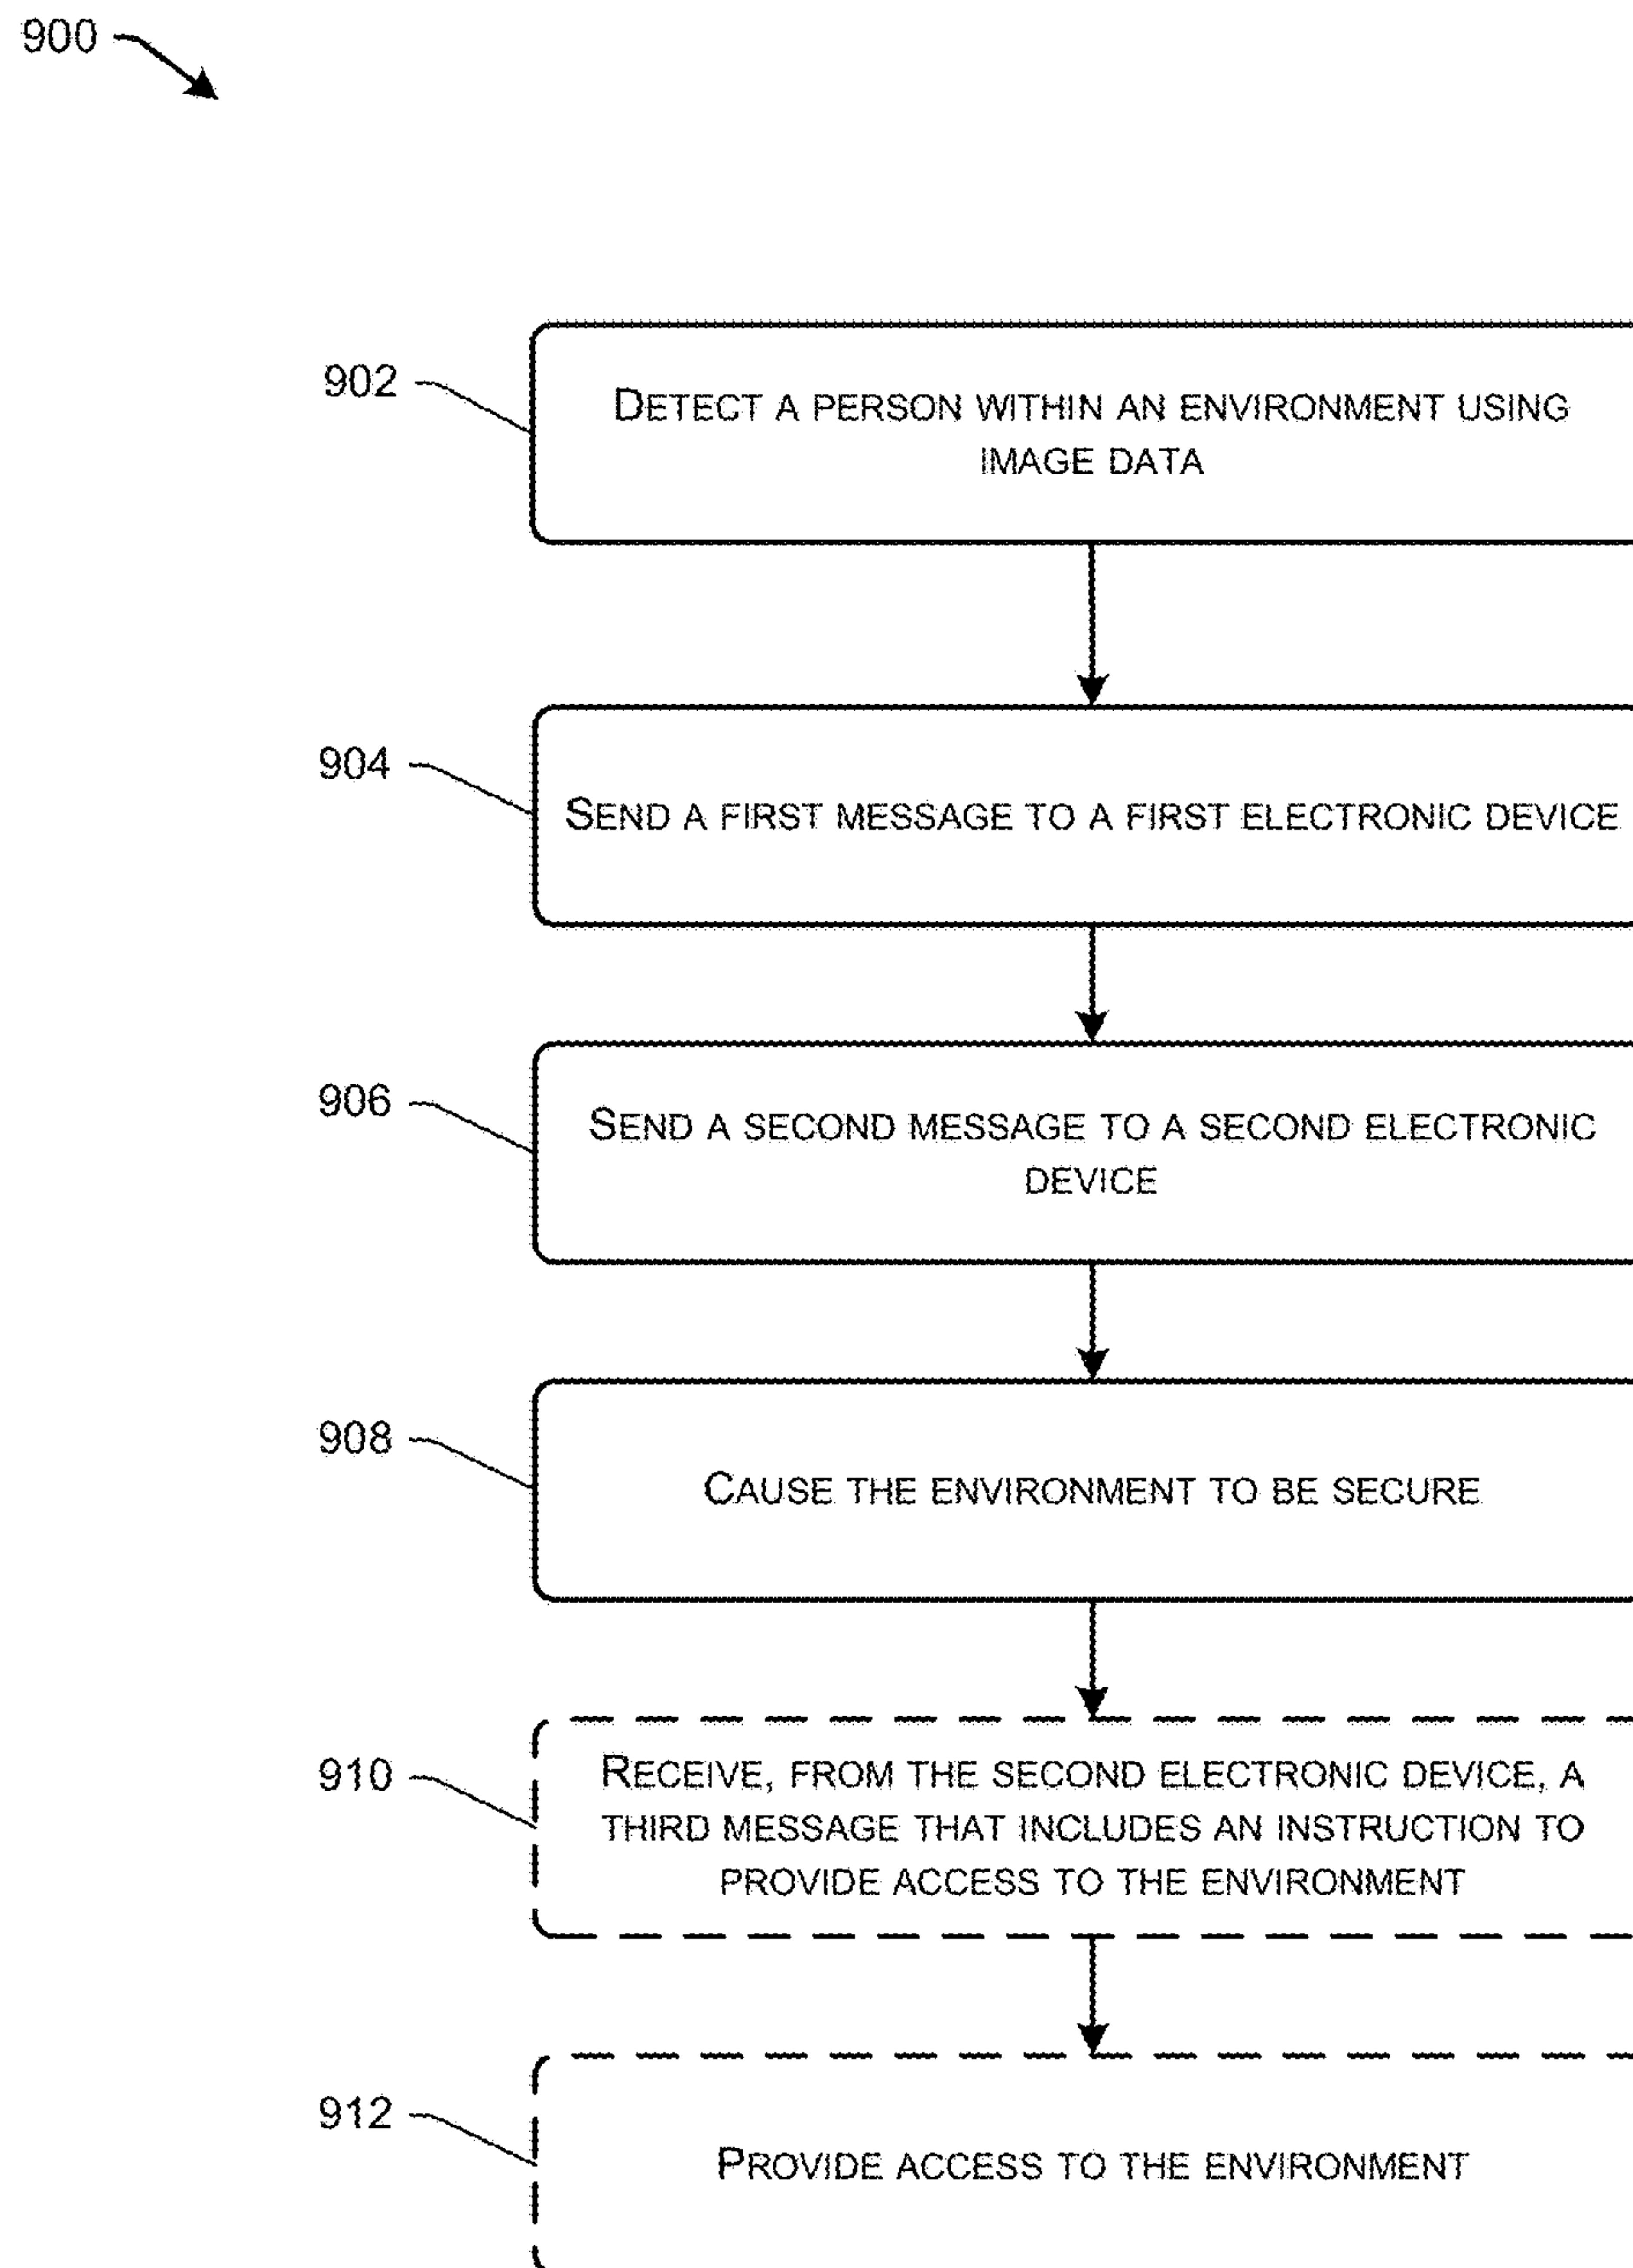 900
902
DETECT A PERSON WITHIN AN ENVIRONMENT USING
IMAGE DATA
904
SEND A FIRST MESSAGE TO A FIRST ELECTRONIC DEVICE
906
SEND A SECOND MESSAGE TO A SECOND ELECTRONIC
DEVICE
908
CAUSE THE ENVIRONMENT TO BE SECURE
910
RECEIVE, FROM THE SECOND ELECTRONIC DEVICE, A
THIRD MESSAGE THAT INCLUDES AN INSTRUCTION TO
PROVIDE ACCESS TO THE ENVIRONMENT
912
PROVIDE ACCESS TO THE ENVIRONMENT